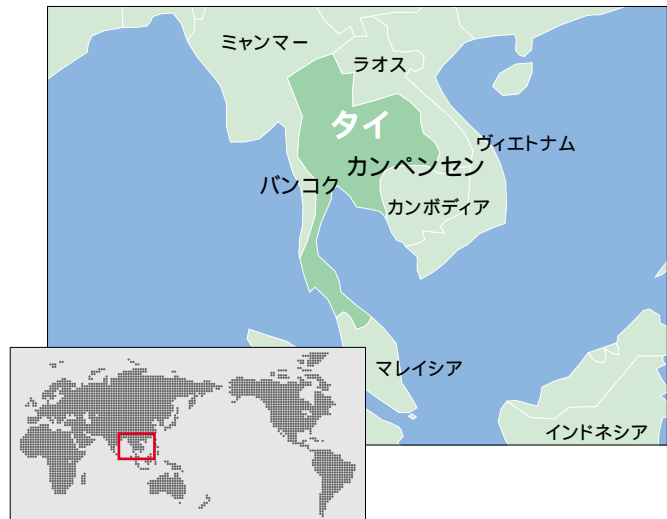 ミャンマー
ラオス
タイ
ヴィエトナム
カンペンセン
バンコク
カンボディア
マレイシア
インドネシア